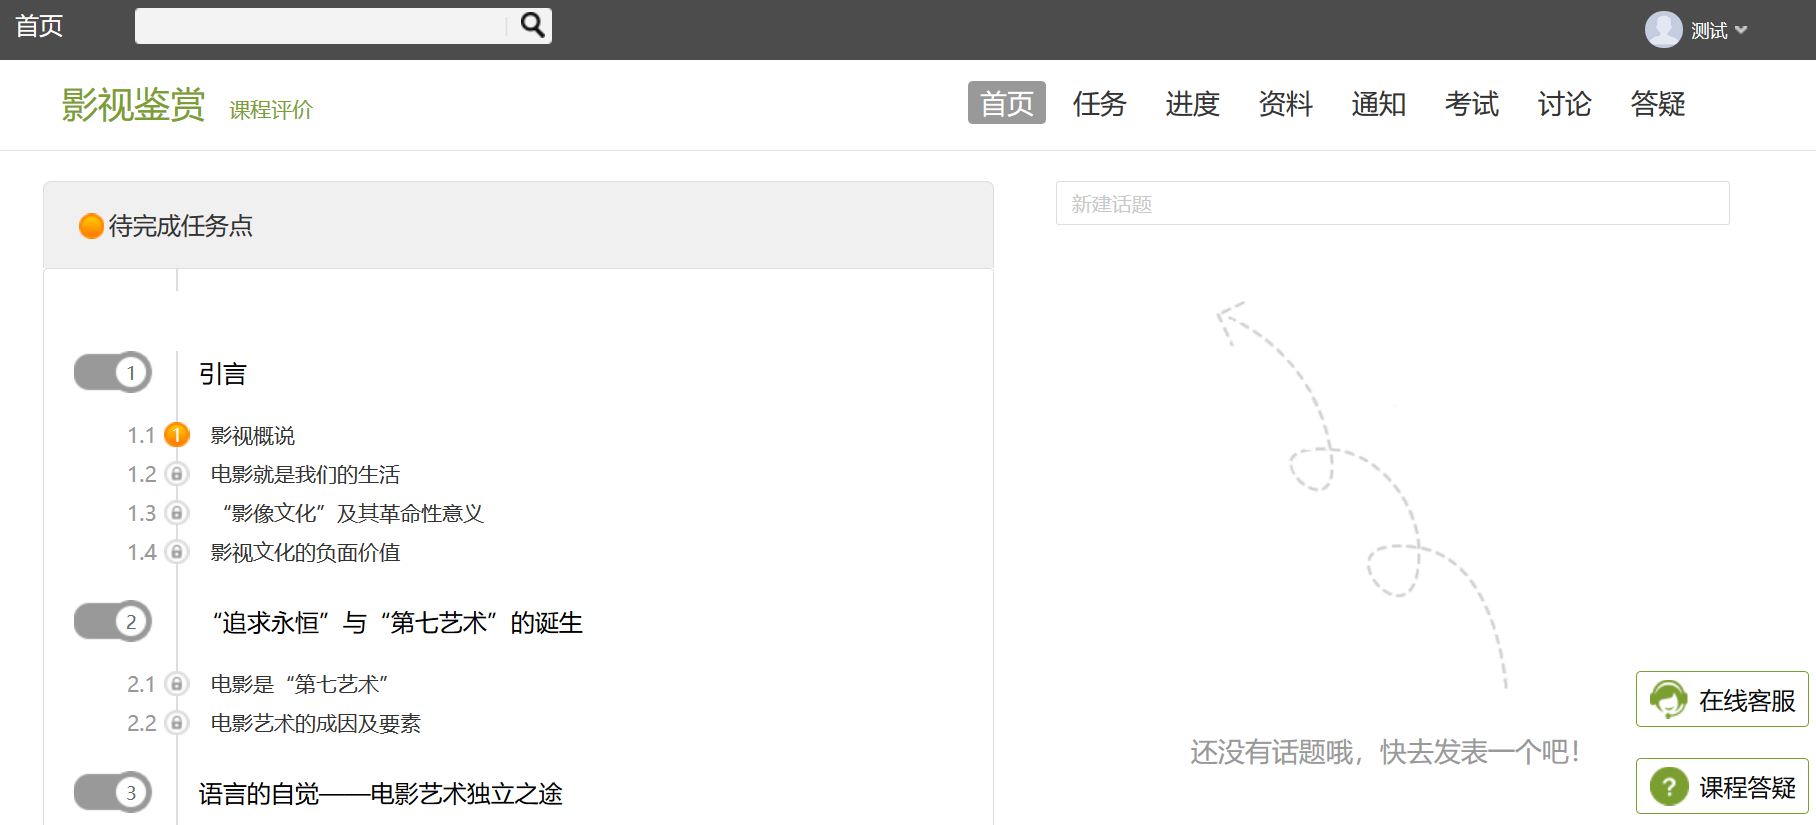 首页
测试
影视鉴赏 课程评价
首页 任务 进度 资料 通知 考试 讨论 答疑
待完成任务点
1 引言
1.1 1 影视概说
1.2 电影就是我们的生活
1.3 “影像文化”及其革命性意义
1.4 影视文化的负面价值
2 “追求永恒”与“第七艺术”的诞生
2.1 电影是“第七艺术”
2.2 电影艺术的成因及要素
3 语言的自觉——电影艺术独立之途
新建话题
还没有话题哦，快去发表一个吧！
在线客服
? 课程答疑